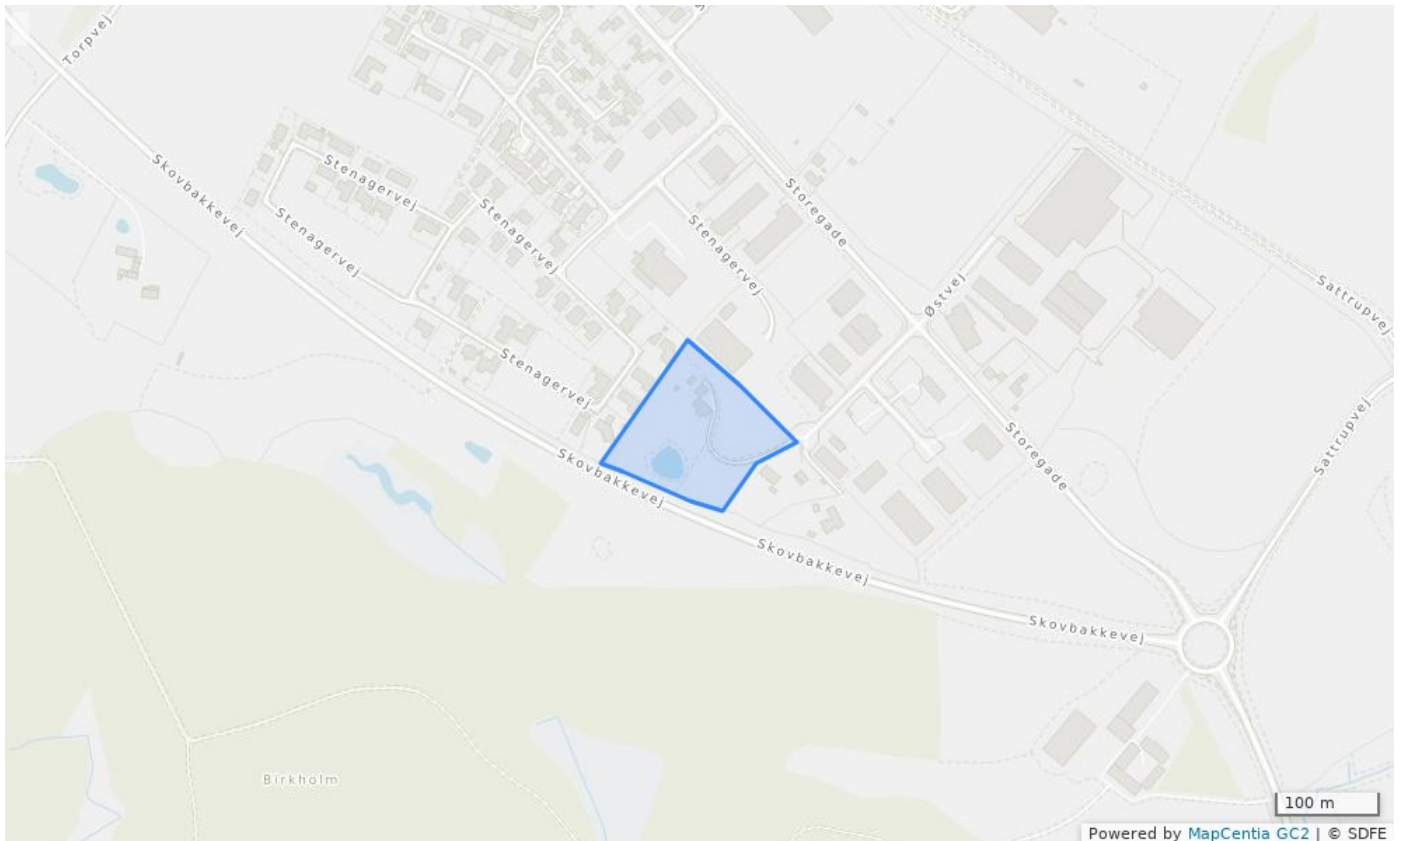 Torpvej
Skovbakkevej
Stenagervej
Stenagervej
Stenagervej
Stenagervej
Storegade
Østvej
Sattrupvej
Stenagervej
Storegade
Sattrupvej
Skovbakkevej
Skovbakkevej
Skovbakkevej
Birkholm
100 m
Powered by MapCentia GC2 | © SDFE